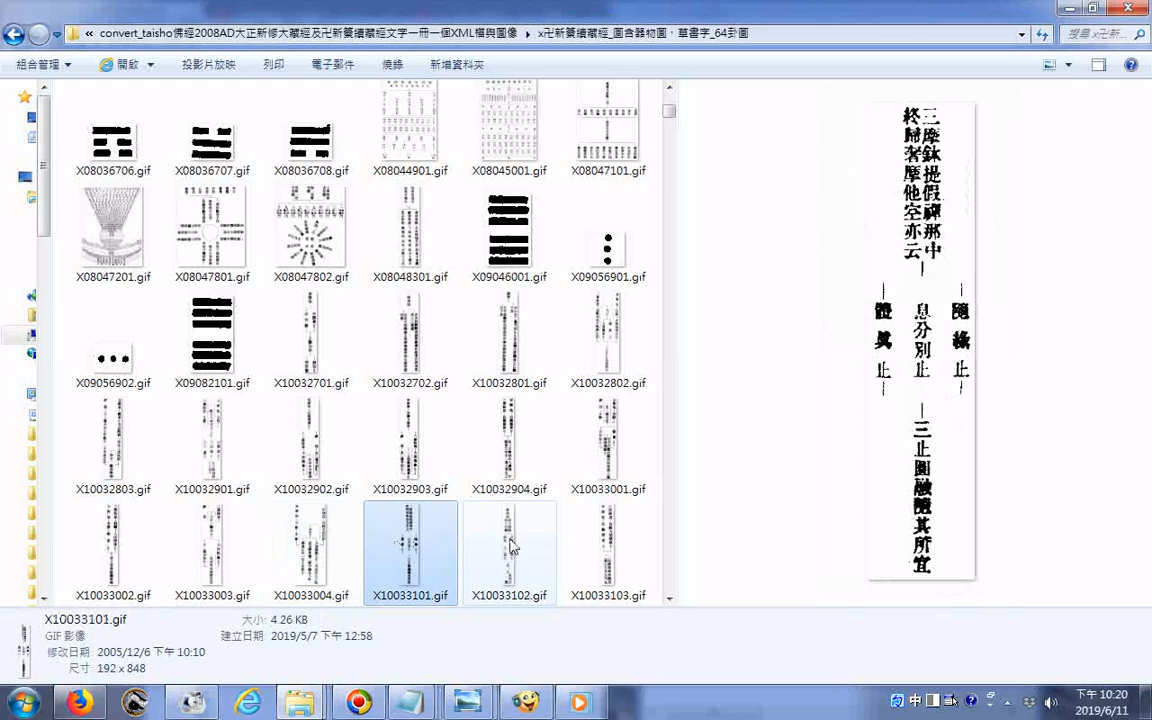 « convert_taisho佛經2008AD大正新修大藏經及卍新纂續藏經文字一冊一個XML檔與圖像 ▸ x卍新纂續藏經_圖含器物圖，草書字_64卦圖
搜尋 x卍新...
組合管理 開啟 投影片放映 列印 電子郵件 燒錄 新增資料夾
X08036706.gif X08036707.gif X08036708.gif X08044901.gif X08045001.gif X08047101.gif
X08047201.gif X08047801.gif X08047802.gif X08048301.gif X09046001.gif X09056901.gif
X09056902.gif X09082101.gif X10032701.gif X10032702.gif X10032801.gif X10032802.gif
X10032803.gif X10032901.gif X10032902.gif X10032903.gif X10032904.gif X10033001.gif
X10033002.gif X10033003.gif X10033004.gif X10033101.gif X10033102.gif X10033103.gif
三摩鉢提假禪那中
終歸奢摩他空亦云
隨緣止
息分別止
體真止
三止圓融隨其所宜
X10033101.gif
GIF 影像
修改日期: 2005/12/6 下午 10:10
尺寸: 192 x 848
大小: 4.26 KB
建立日期: 2019/5/7 下午 12:58
中
下午 10:20
2019/6/11